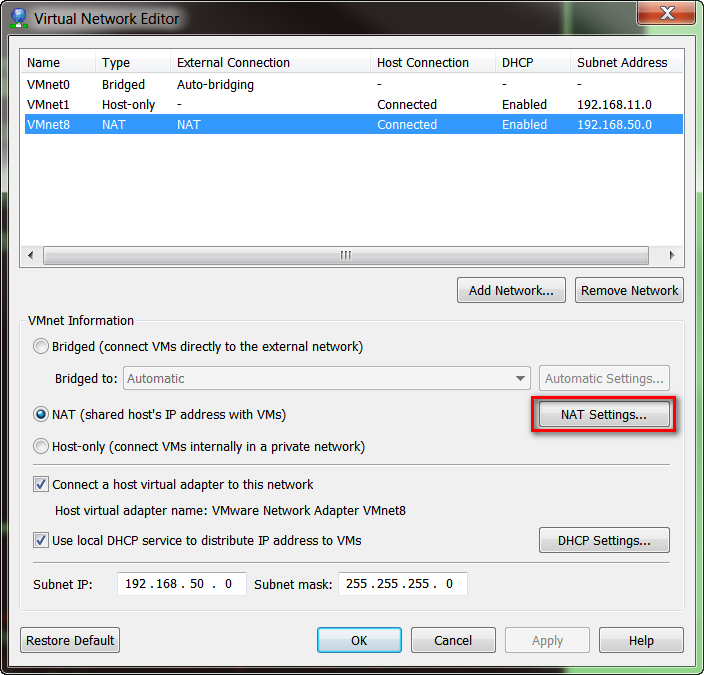 Virtual Network Editor
Name Type External Connection Host Connection DHCP Subnet Address
VMnet0 Bridged Auto-bridging - - -
VMnet1 Host-only - Connected Enabled 192.168.11.0
VMnet8 NAT NAT Connected Enabled 192.168.50.0
Add Network... Remove Network
VMnet Information
Bridged (connect VMs directly to the external network)
Bridged to: Automatic Automatic Settings...
NAT (shared host's IP address with VMs) NAT Settings...
Host-only (connect VMs internally in a private network)
Connect a host virtual adapter to this network
Host virtual adapter name: VMware Network Adapter VMnet8
Use local DHCP service to distribute IP address to VMs DHCP Settings...
Subnet IP: 192 .168 . 50 . 0 Subnet mask: 255 .255 .255 . 0
Restore Default OK Cancel Apply Help